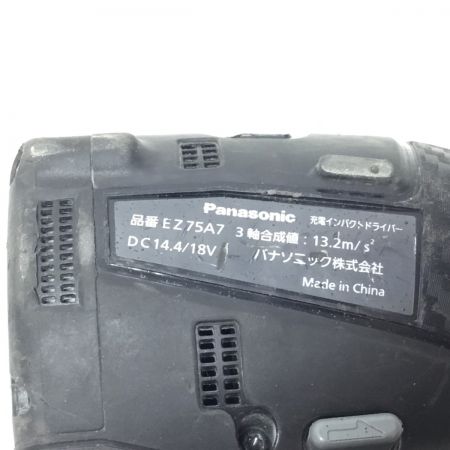 Panasonic 充電インパクトドライバー
品番 EZ75A7 3軸合成値：13.2m/s²
DC14.4/18V パナソニック株式会社
Made in China